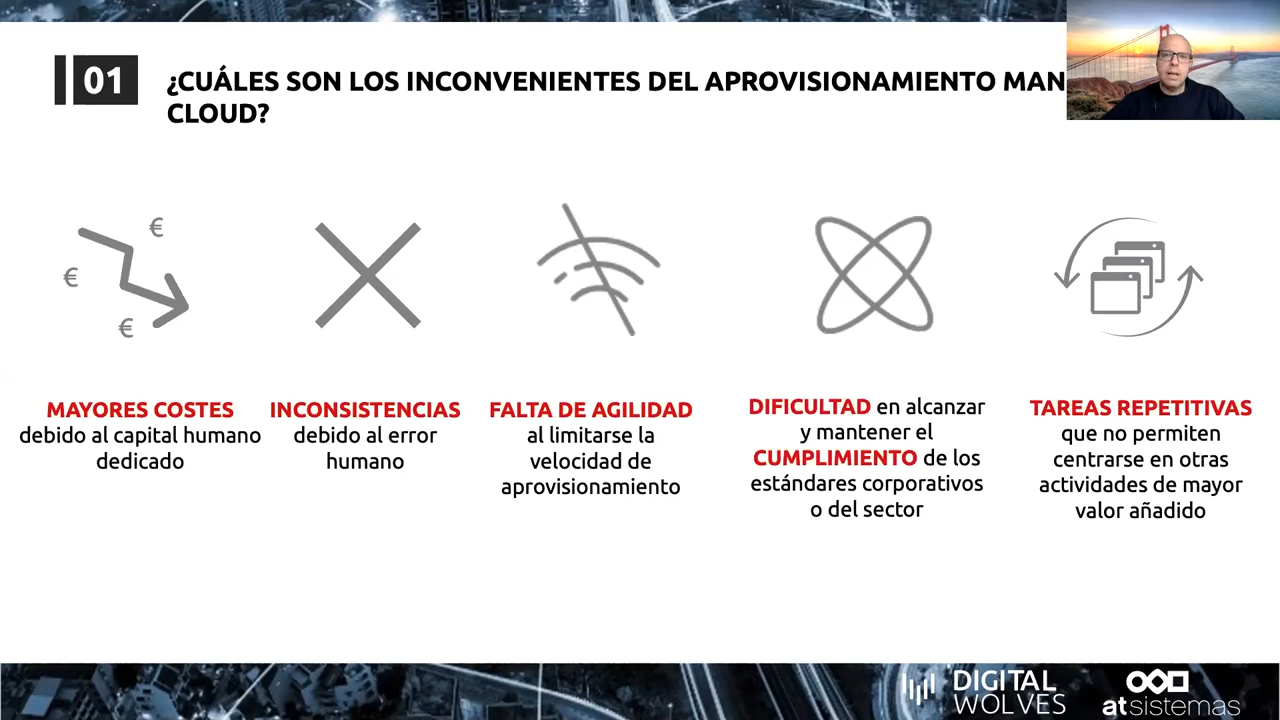 01
¿CUÁLES SON LOS INCONVENIENTES DEL APROVISIONAMIENTO
CLOUD?
€
€
€
MAYORES COSTES
debido al capital humano
dedicado
INCONSISTENCIAS
debido al error
humano
FALTA DE AGILIDAD
al limitarse la
velocidad de
aprovisionamiento
DIFICULTAD en alcanzar
y mantener el
CUMPLIMIENTO de los
estándares corporativos
o del sector
TAREAS REPETITIVAS
que no permiten
centrarse en otras
actividades de mayor
valor añadido
DIGITAL
WOLVES
atsistemas